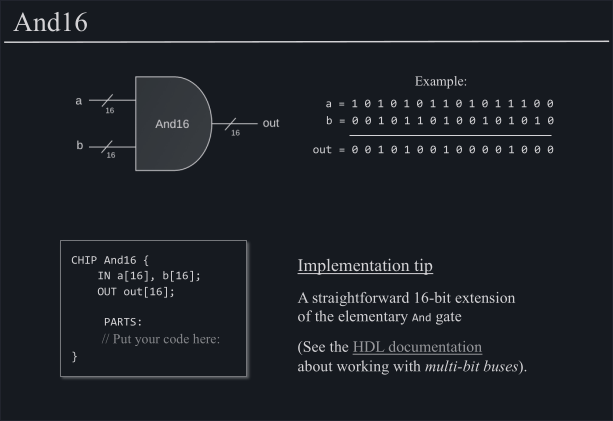 And16
Example:
a = 1 0 1 0 1 0 1 1 0 1 0 1 1 1 0 0
b = 0 0 1 0 1 1 0 1 0 0 1 0 1 0 1 0
out = 0 0 1 0 1 0 0 1 0 0 0 0 1 0 0 0
a
16
And16
16
out
b
16
CHIP And16 {
IN a[16], b[16];
OUT out[16];
PARTS:
// Put your code here:
}
Implementation tip
A straightforward 16-bit extension
of the elementary And gate
(See the HDL documentation
about working with multi-bit buses).